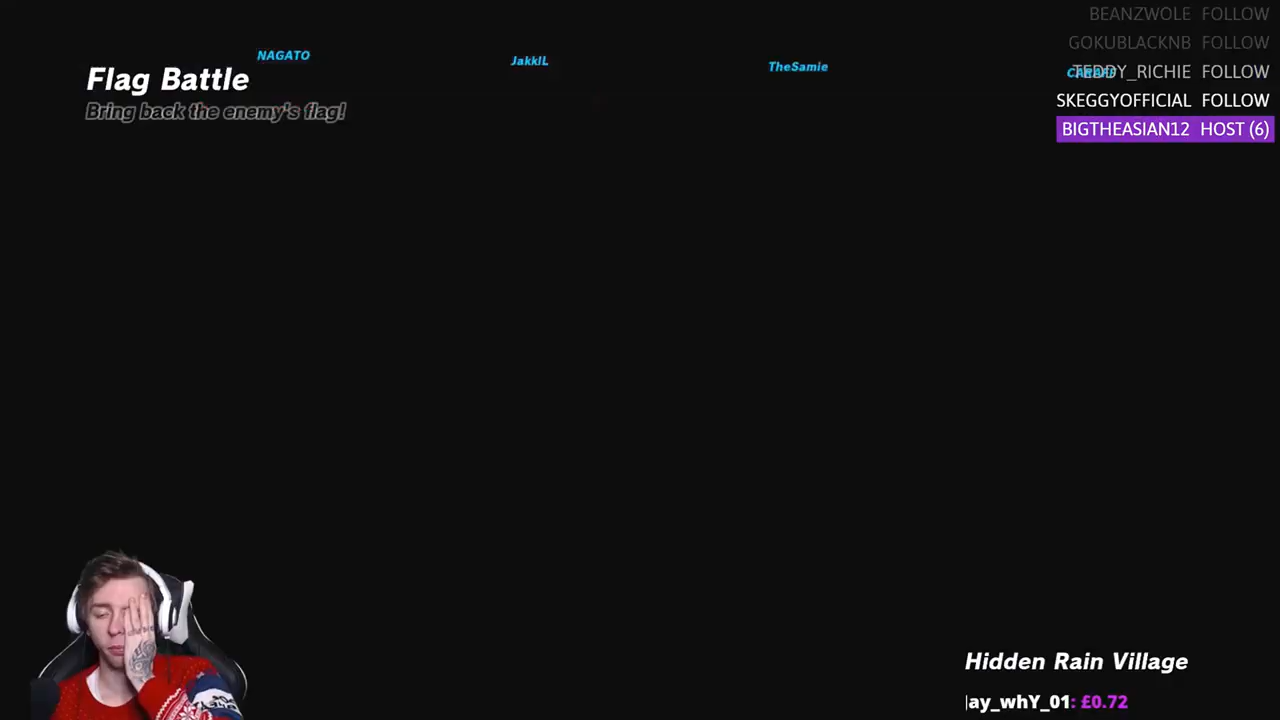 BEANZWOLE FOLLOW
GOKUBLACKNB FOLLOW
NAGATO
JakkIL
TheSamie
TEDDY_RICHIE FOLLOW
Flag Battle
SKEGGYOFFICIAL FOLLOW
Bring back the enemy's flag!
BIGTHEASIAN12 HOST (6)
Hidden Rain Village
ay_whY_01: £0.72